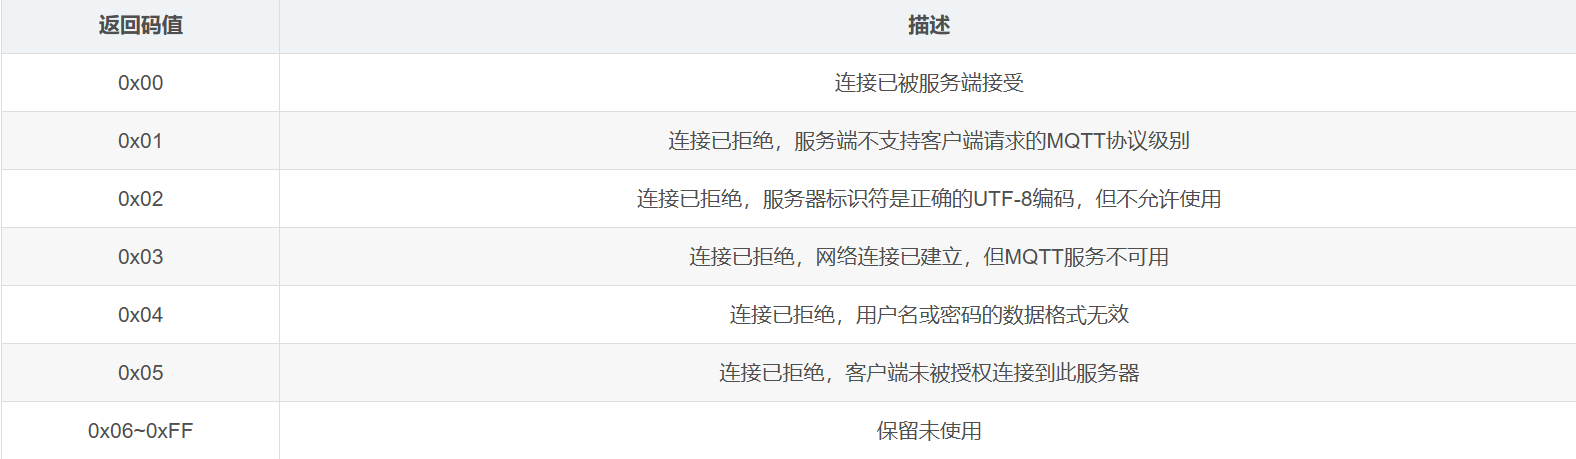 返回码值 描述
0x00 连接已被服务端接受
0x01 连接已拒绝，服务端不支持客户端请求的MQTT协议级别
0x02 连接已拒绝，服务器标识符是正确的UTF-8编码，但不允许使用
0x03 连接已拒绝，网络连接已建立，但MQTT服务不可用
0x04 连接已拒绝，用户名或密码的数据格式无效
0x05 连接已拒绝，客户端未被授权连接到此服务器
0x06~0xFF 保留未使用